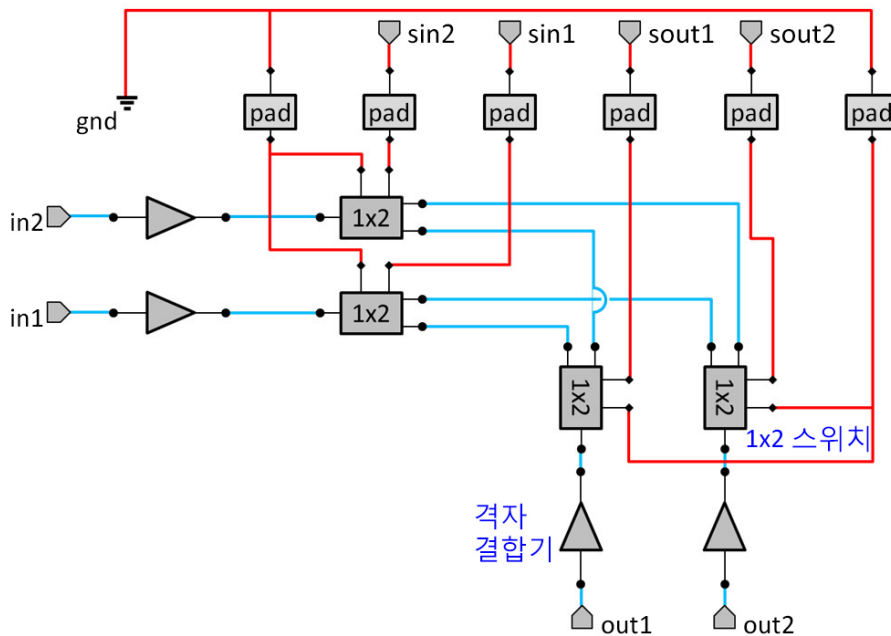 sin2
sin1
sout1
sout2
gnd
pad
pad
pad
pad
pad
pad
in2
1x2
in1
1x2
1x2
1x2
1x2 스위치
격자
결합기
out1
out2